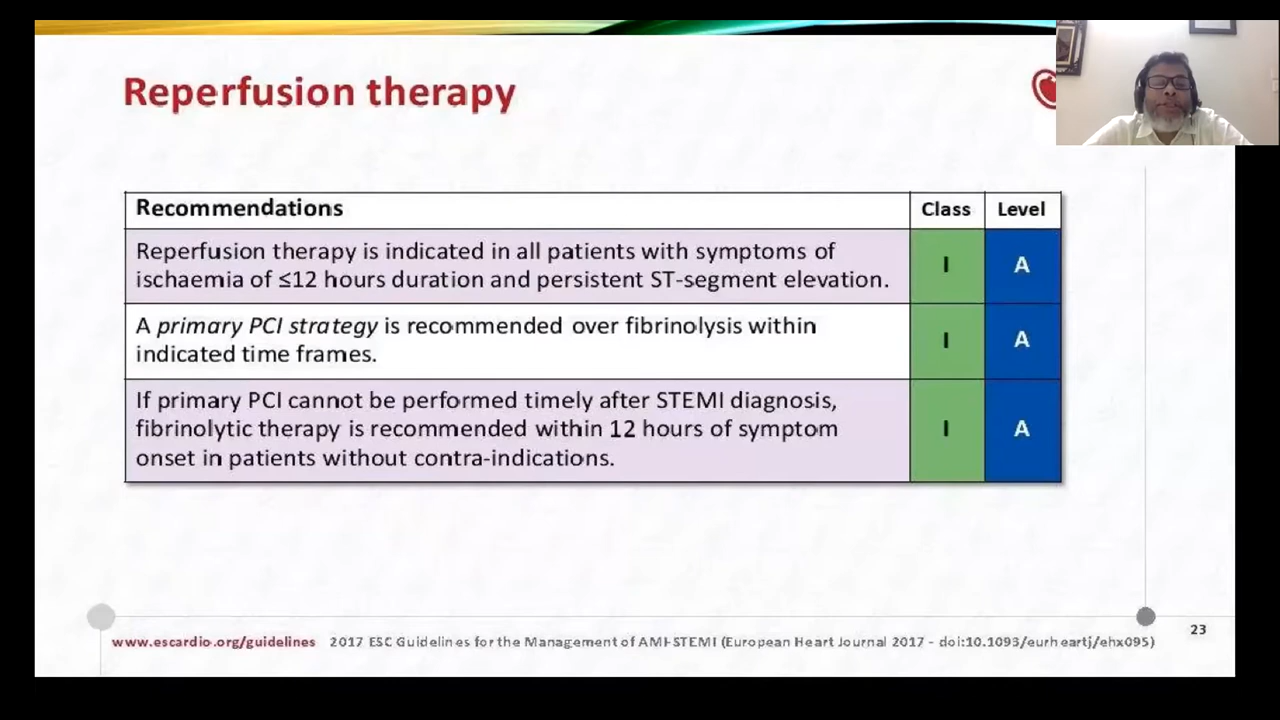 Reperfusion therapy
Recommendations Class Level
Reperfusion therapy is indicated in all patients with symptoms of
ischaemia of ≤12 hours duration and persistent ST-segment elevation.
I A
A primary PCI strategy is recommended over fibrinolysis within
indicated time frames.
I A
If primary PCI cannot be performed timely after STEMI diagnosis,
fibrinolytic therapy is recommended within 12 hours of symptom
onset in patients without contra-indications.
I A
www.escardio.org/guidelines 2017 ESC Guidelines for the Management of AMI-STEMI (European Heart Journal 2017 - doi:10.1093/eurheartj/ehx095)
23